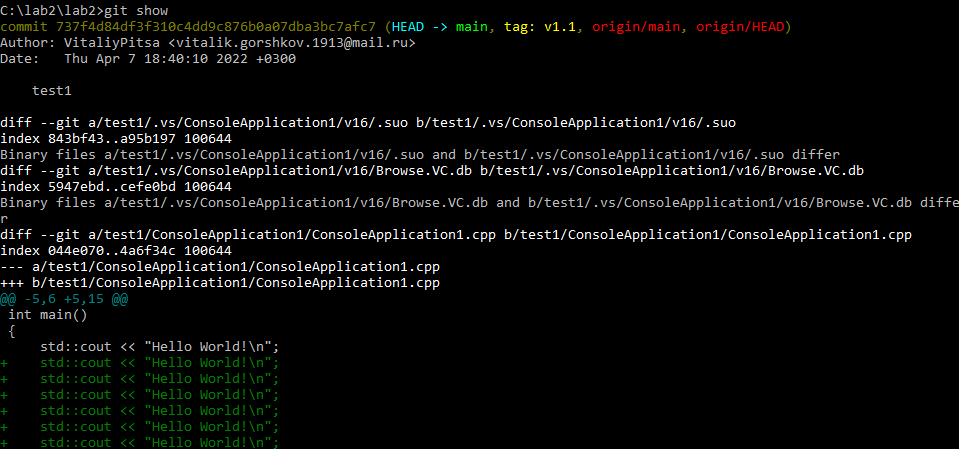 C:\lab2\lab2>git show
commit 737f4d84df3f310c4dd9c876b0a07dba3bc7afc7 (HEAD -> main, tag: v1.1, origin/main, origin/HEAD)
Author: VitaliyPitsa <vitalik.gorshkov.1913@mail.ru>
Date:   Thu Apr 7 18:40:10 2022 +0300

    test1

diff --git a/test1/.vs/ConsoleApplication1/v16/.suo b/test1/.vs/ConsoleApplication1/v16/.suo
index 843bf43..a95b197 100644
Binary files a/test1/.vs/ConsoleApplication1/v16/.suo and b/test1/.vs/ConsoleApplication1/v16/.suo differ
diff --git a/test1/.vs/ConsoleApplication1/v16/Browse.VC.db b/test1/.vs/ConsoleApplication1/v16/Browse.VC.db
index 5947ebd..cefe0bd 100644
Binary files a/test1/.vs/ConsoleApplication1/v16/Browse.VC.db and b/test1/.vs/ConsoleApplication1/v16/Browse.VC.db diffe
r
diff --git a/test1/ConsoleApplication1/ConsoleApplication1.cpp b/test1/ConsoleApplication1/ConsoleApplication1.cpp
index 044e070..4a6f34c 100644
--- a/test1/ConsoleApplication1/ConsoleApplication1.cpp
+++ b/test1/ConsoleApplication1/ConsoleApplication1.cpp
@@ -5,6 +5,15 @@
 int main()
 {
     std::cout << "Hello World!\n";
+    std::cout << "Hello World!\n";
+    std::cout << "Hello World!\n";
+    std::cout << "Hello World!\n";
+    std::cout << "Hello World!\n";
+    std::cout << "Hello World!\n";
+    std::cout << "Hello World!\n";